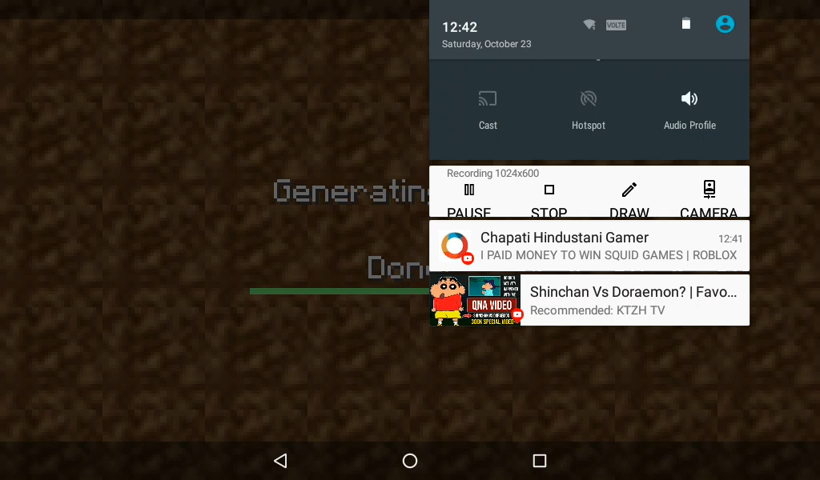 12:42
VOLTE
Saturday, October 23
Cast
Hotspot
Audio Profile
Recording 1024x600
PAUSE
STOP
DRAW
CAMERA
Generating
Chapati Hindustani Gamer
12:41
I PAID MONEY TO WIN SQUID GAMES | ROBLOX
Don
QNA VIDEO
Shinchan Vs Doraemon? | Favo...
Recommended: KTZH TV